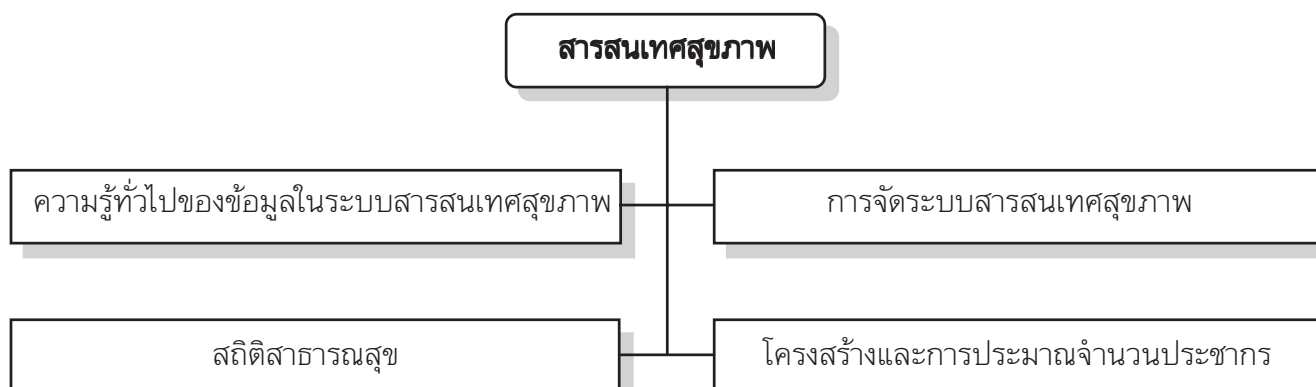 สารสนเทศสุขภาพ
ความรู้ทั่วไปของข้อมูลในระบบสารสนเทศสุขภาพ
การจัดระบบสารสนเทศสุขภาพ
สถิติสาธารณสุข
โครงสร้างและการประมาณจำนวนประชากร